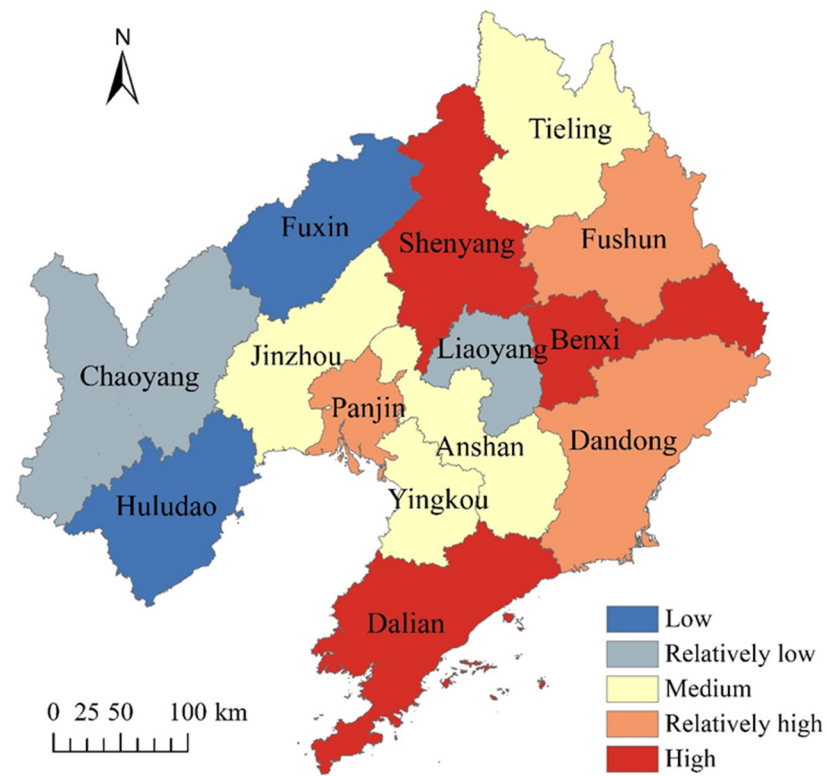 N
Tieling
Fuxin
Shenyang
Fushun
Chaoyang
Jinzhou
Liaoyang
Benxi
Panjin
Anshan
Dandong
Huludao
Yingkou
Dalian
Low
Relatively low
Medium
Relatively high
High
0 25 50 100 km